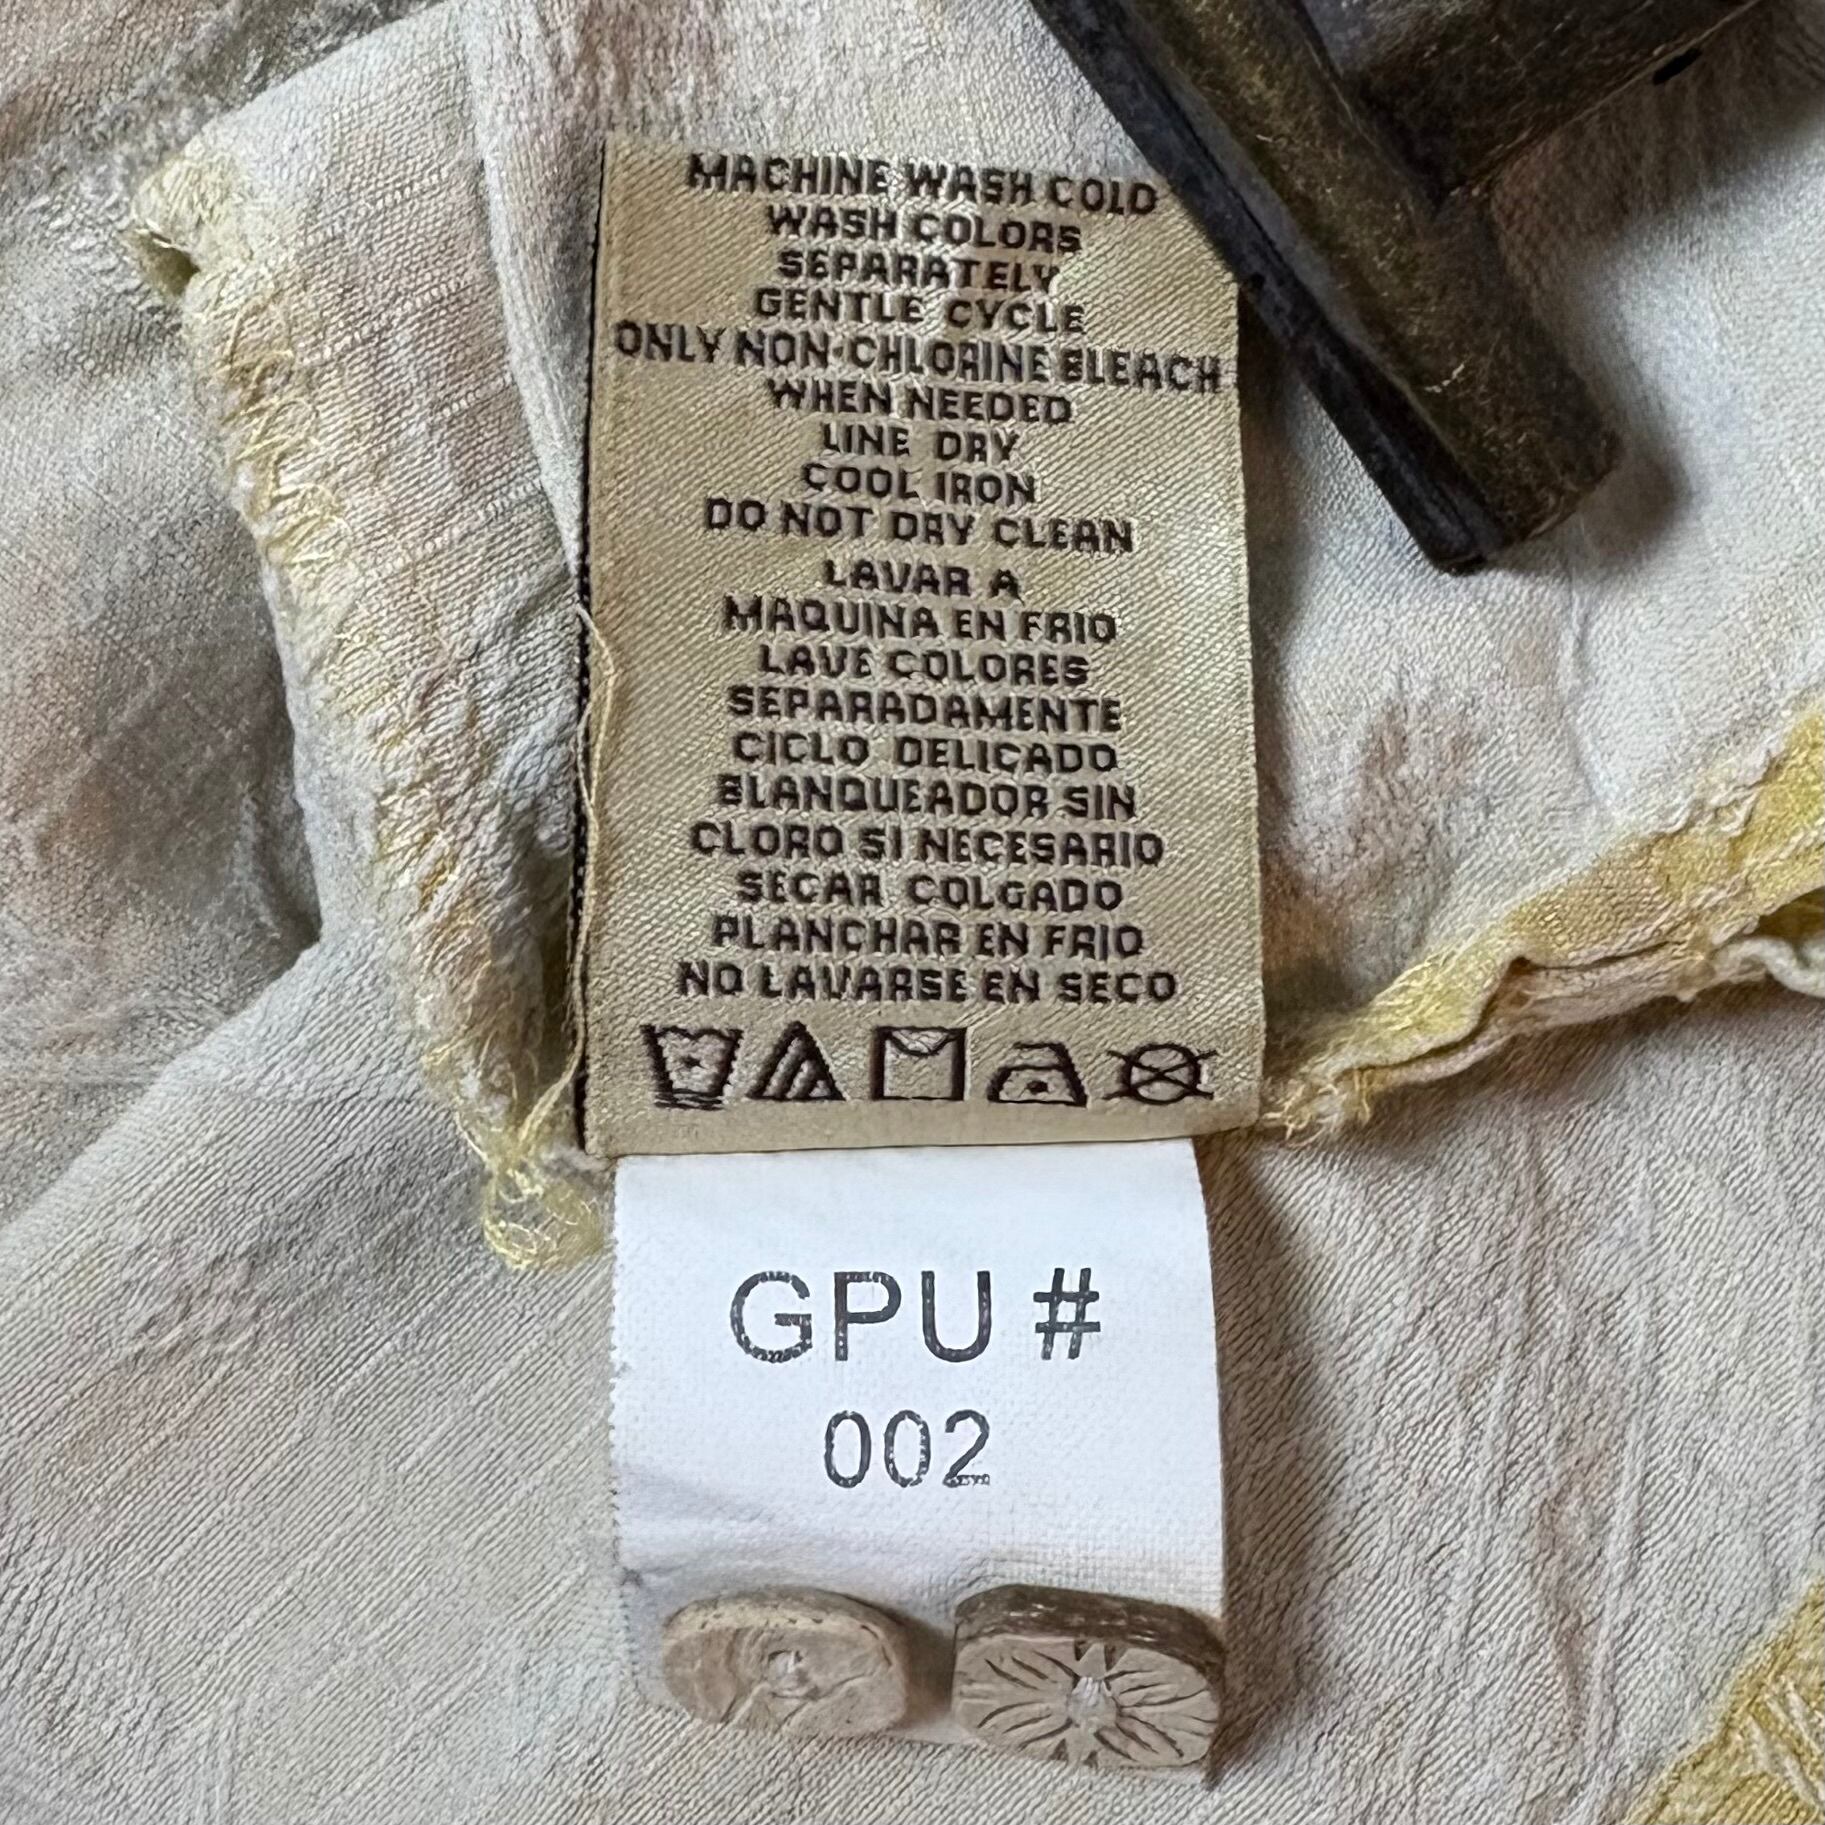 MACHINE WASH COLD
WASH COLORS
SEPARATELY
GENTLE CYCLE
ONLY NON-CHLORINE BLEACH
WHEN NEEDED
LINE DRY
COOL IRON
DO NOT DRY CLEAN
LAVAR A
MAQUINA EN FRIO
LAVE COLORES
SEPARADAMENTE
CICLO DELICADO
BLANQUEADOR SIN
CLORO SI NECESARIO
SECAR COLGADO
PLANCHAR EN FRIO
NO LAVARSE EN SECO
GPU #
002